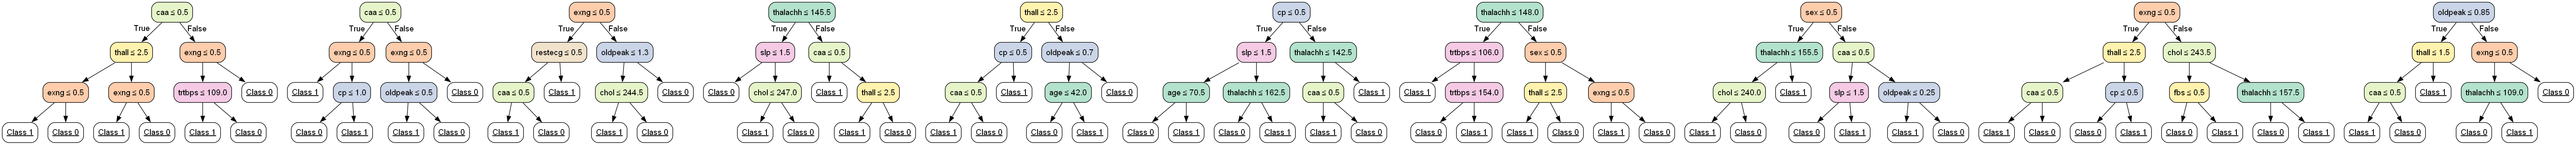 caa ≤ 0.5
True
False
thall ≤ 2.5
exng ≤ 0.5
exng ≤ 0.5
exng ≤ 0.5
trtbps ≤ 109.0
Class 0
Class 1
Class 0
Class 1
Class 0
Class 1
Class 0
caa ≤ 0.5
True
False
exng ≤ 0.5
exng ≤ 0.5
Class 1
cp ≤ 1.0
oldpeak ≤ 0.5
Class 0
Class 0
Class 1
Class 1
Class 0
exng ≤ 0.5
True
False
restecg ≤ 0.5
oldpeak ≤ 1.3
caa ≤ 0.5
Class 1
chol ≤ 244.5
Class 0
Class 1
Class 0
Class 1
Class 0
thalachh ≤ 145.5
True
False
slp ≤ 1.5
caa ≤ 0.5
Class 0
chol ≤ 247.0
Class 1
thall ≤ 2.5
Class 1
Class 0
Class 1
Class 0
thall ≤ 2.5
True
False
cp ≤ 0.5
oldpeak ≤ 0.7
caa ≤ 0.5
Class 1
age ≤ 42.0
Class 0
Class 1
Class 0
Class 0
Class 1
cp ≤ 0.5
True
False
slp ≤ 1.5
thalachh ≤ 142.5
age ≤ 70.5
thalachh ≤ 162.5
caa ≤ 0.5
Class 1
Class 0
Class 1
Class 0
Class 1
Class 1
Class 0
thalachh ≤ 148.0
True
False
trtbps ≤ 106.0
sex ≤ 0.5
Class 1
trtbps ≤ 154.0
thall ≤ 2.5
exng ≤ 0.5
Class 0
Class 1
Class 1
Class 0
Class 1
Class 0
sex ≤ 0.5
True
False
thalachh ≤ 155.5
caa ≤ 0.5
chol ≤ 240.0
Class 1
slp ≤ 1.5
oldpeak ≤ 0.25
Class 1
Class 0
Class 0
Class 1
Class 1
Class 0
exng ≤ 0.5
True
False
thall ≤ 2.5
chol ≤ 243.5
caa ≤ 0.5
cp ≤ 0.5
fbs ≤ 0.5
thalachh ≤ 157.5
Class 1
Class 0
Class 0
Class 1
Class 0
Class 1
Class 0
Class 1
oldpeak ≤ 0.85
True
False
thall ≤ 1.5
exng ≤ 0.5
caa ≤ 0.5
Class 1
thalachh ≤ 109.0
Class 0
Class 1
Class 0
Class 0
Class 1